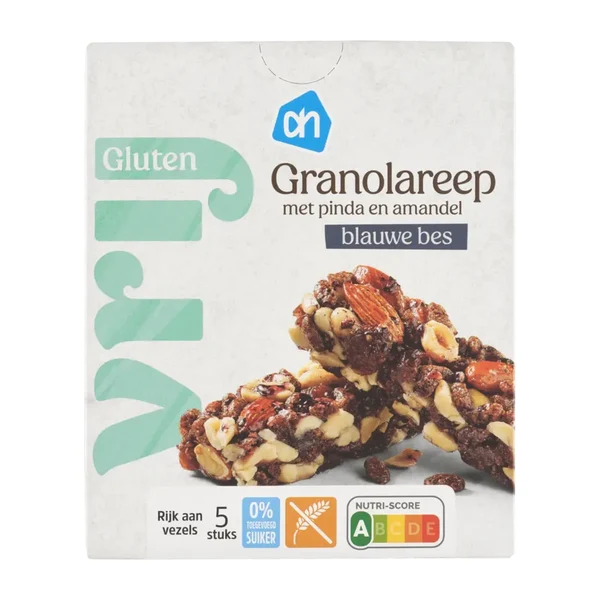 ah
Gluten
vrij
Granolareep
met pinda en amandel
blauwe bes
Rijk aan
vezels
5
stuks
0%
TOEGEVOEGD
SUIKER
NUTRI-SCORE
A B C D E